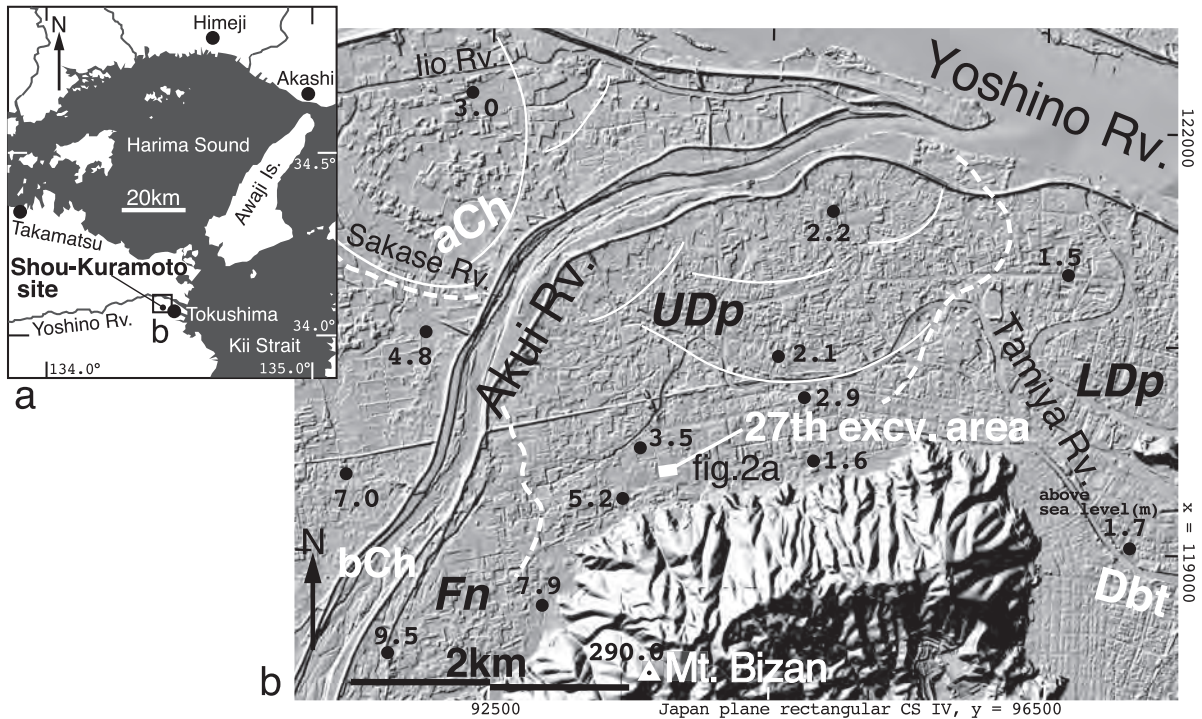 N
Himeji
Akashi
Harima Sound
34.5°
Awaji Is.
20km
Takamatsu
Shou-Kuramoto
site
Tokushima
Yoshino Rv.
b
34.0°
Kii Strait
134.0°
135.0°
a
Iio Rv.
3.0
Yoshino Rv.
122000
aCh
Sakase Rv.
2.2
1.5
Akui Rv.
UDp
4.8
2.1
Tamiya Rv.
LDp
2.9
27th excv. area
3.5
fig.2a
1.6
7.0
5.2
above
sea level(m)
1.7
x = 119000
N
bCh
Fn
7.9
Dbt
9.5
2km
290.0
Mt. Bizan
b
92500
Japan plane rectangular CS IV, y = 96500